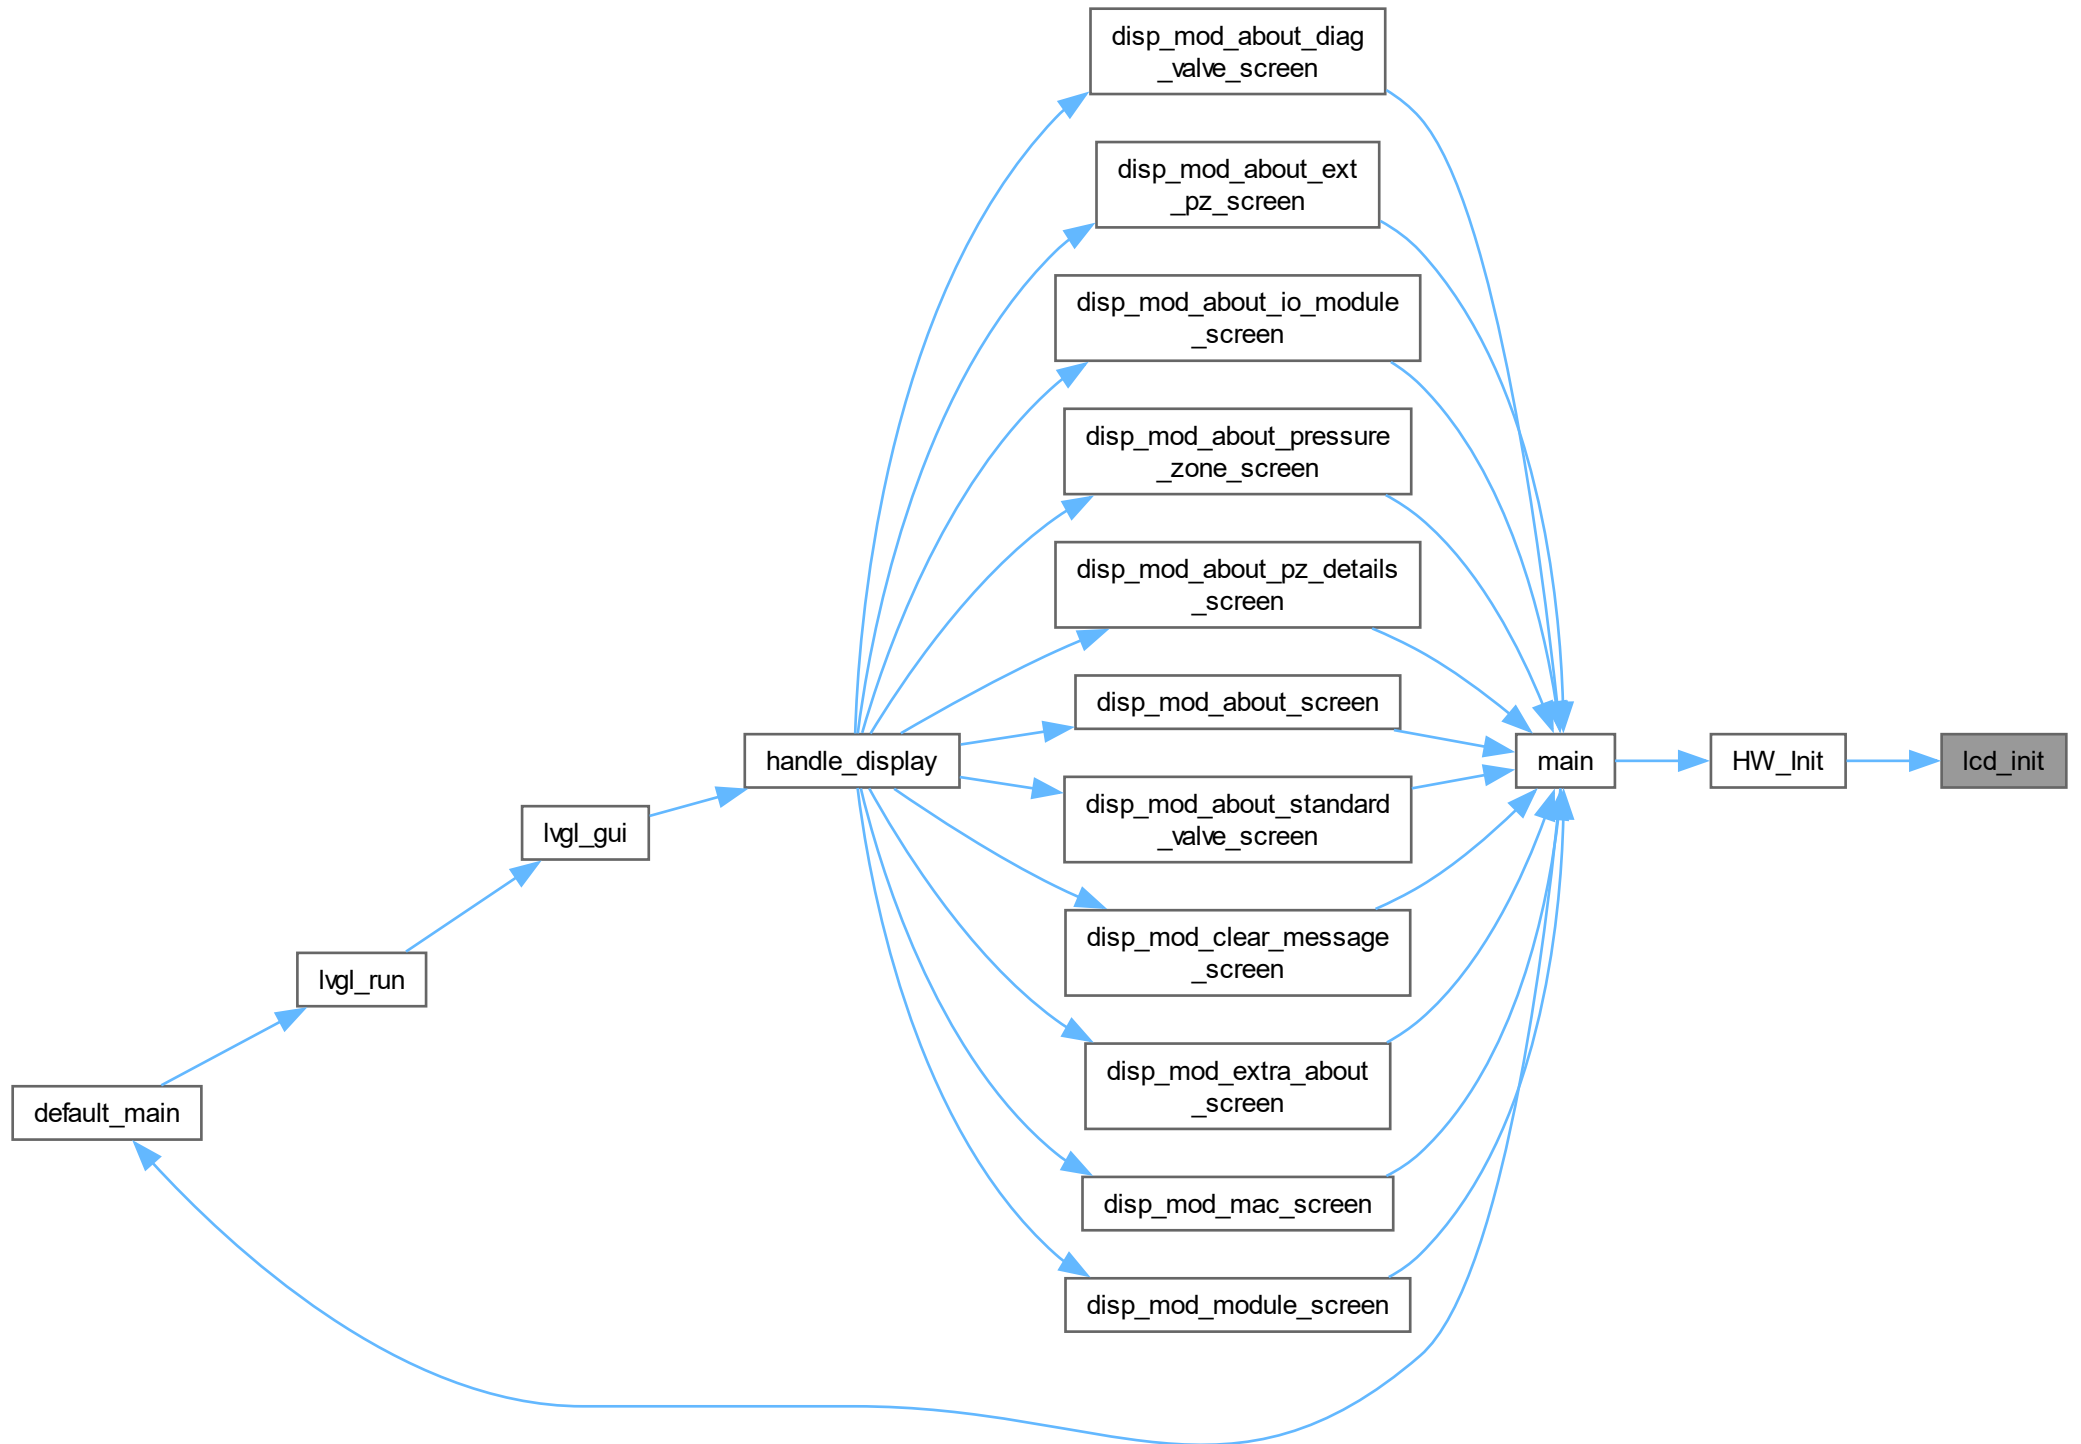 disp_mod_about_diag
_valve_screen
disp_mod_about_ext
_pz_screen
disp_mod_about_io_module
_screen
disp_mod_about_pressure
_zone_screen
disp_mod_about_pz_details
_screen
disp_mod_about_screen
handle_display
main
HW_Init
lcd_init
disp_mod_about_standard
_valve_screen
lvgl_gui
disp_mod_clear_message
_screen
lvgl_run
disp_mod_extra_about
_screen
default_main
disp_mod_mac_screen
disp_mod_module_screen